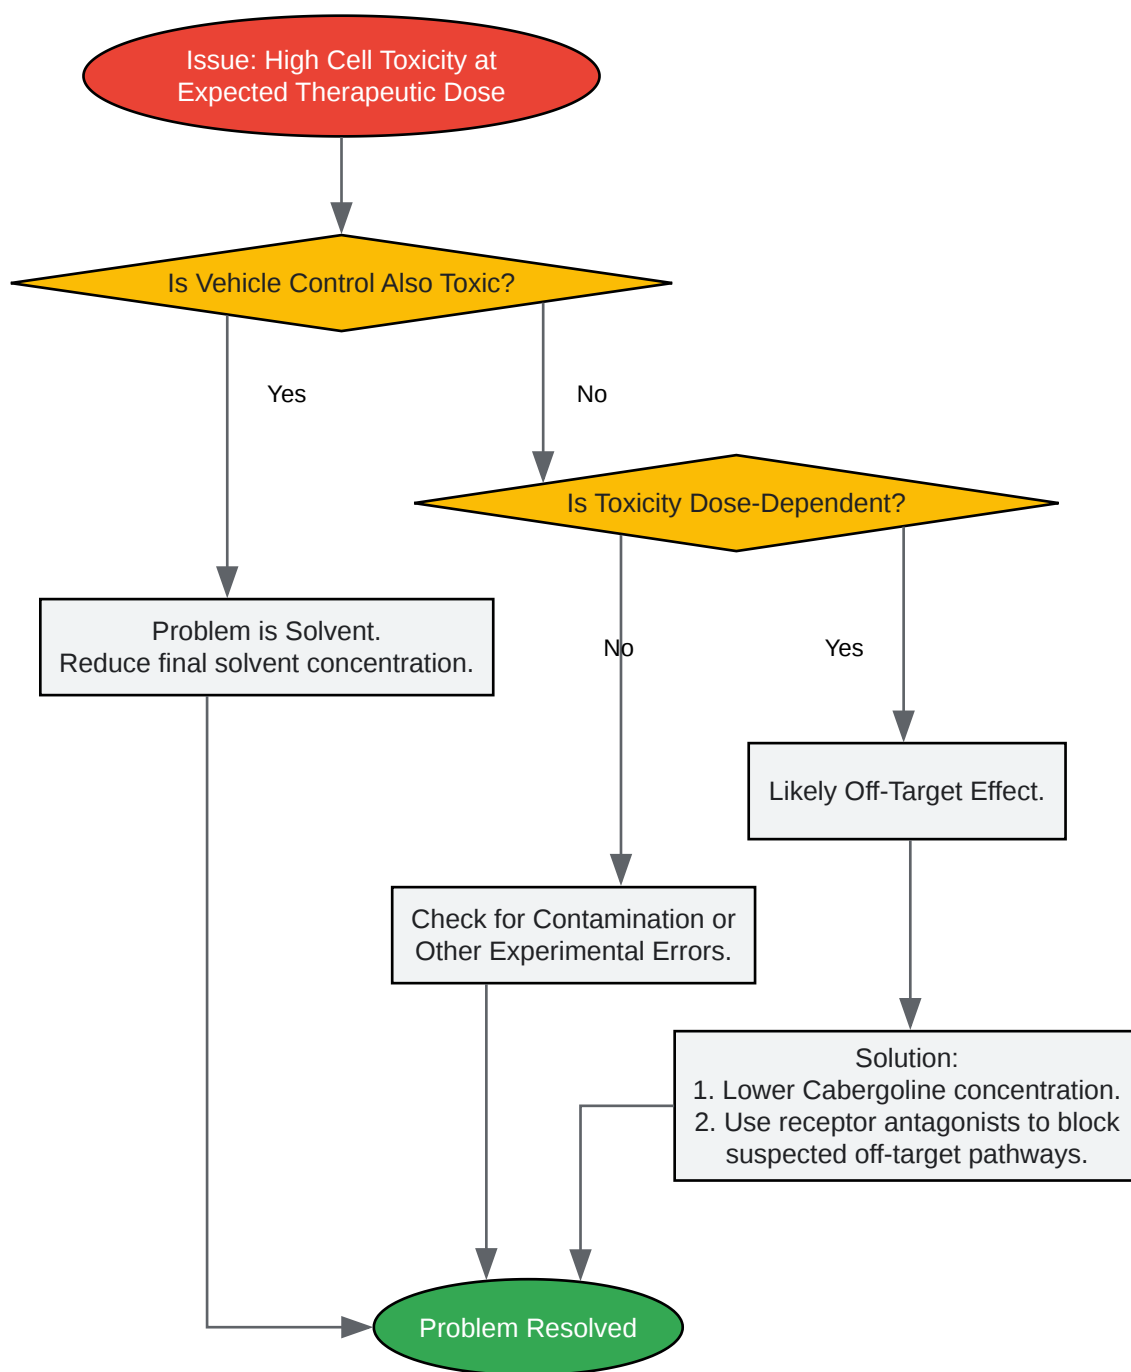 Issue: High Cell Toxicity at
Expected Therapeutic Dose
Is Vehicle Control Also Toxic?
Yes
No
Is Toxicity Dose-Dependent?
Problem is Solvent.
Reduce final solvent concentration.
No
Yes
Likely Off-Target Effect.
Check for Contamination or
Other Experimental Errors.
Solution:
1. Lower Cabergoline concentration.
2. Use receptor antagonists to block
suspected off-target pathways.
Problem Resolved